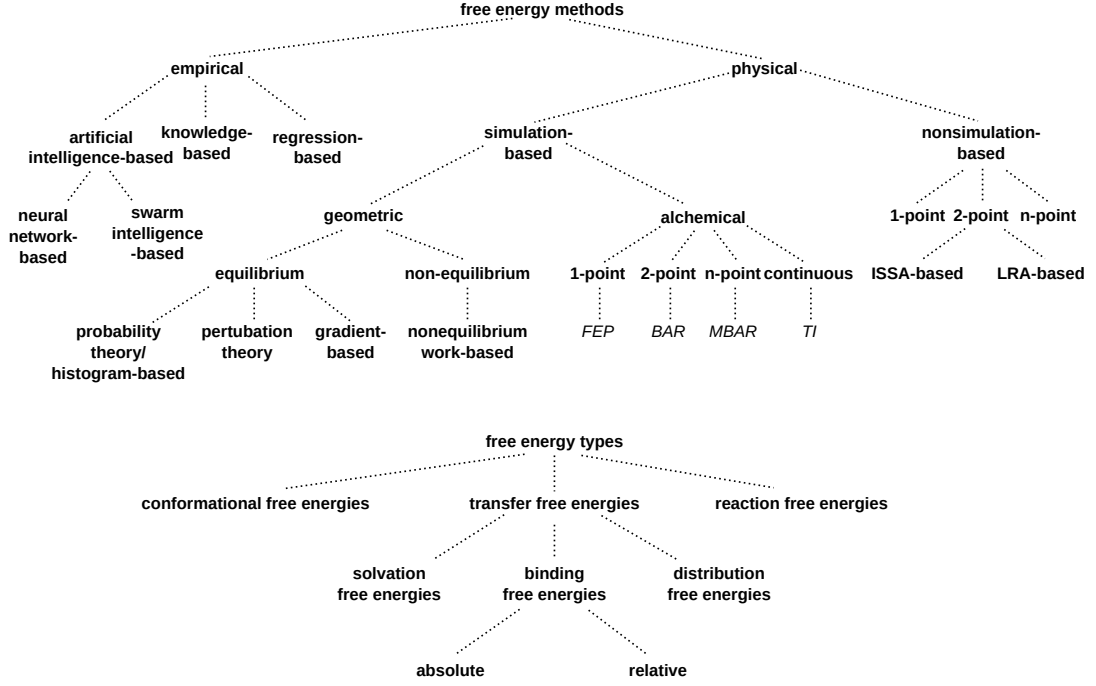 free energy methods
empirical
physical
artificial
intelligence-based
knowledge-
based
regression-
based
simulation-
based
nonsimulation-
based
neural
network-
based
swarm
intelligence
-based
geometric
alchemical
1-point
2-point
n-point
equilibrium
non-equilibrium
1-point
2-point
n-point
continuous
ISSA-based
LRA-based
probability
theory/
histogram-based
pertubation
theory
gradient-
based
nonequilibrium
work-based
FEP
BAR
MBAR
TI
free energy types
conformational free energies
transfer free energies
reaction free energies
solvation
free energies
binding
free energies
distribution
free energies
absolute
relative